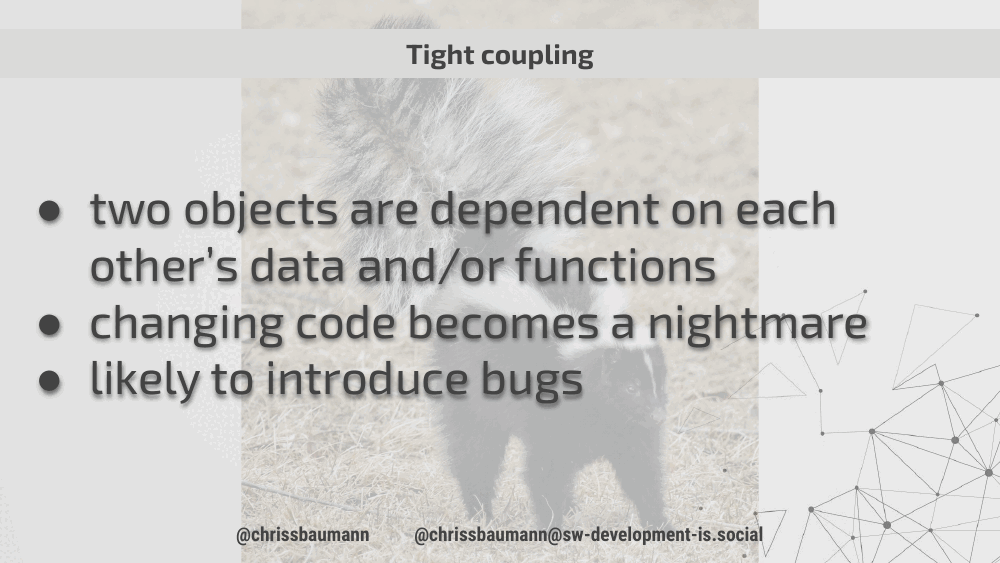 Tight coupling
● two objects are dependent on each
other’s data and/or functions
● changing code becomes a nightmare
● likely to introduce bugs
@chrissbaumann @chrissbaumann@sw-development-is.social